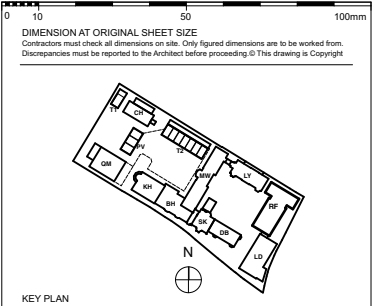 0 10 50 100mm
DIMENSION AT ORIGINAL SHEET SIZE
Contractors must check all dimensions on site. Only figured dimensions are to be worked from.
Discrepancies must be reported to the Architect before proceeding.© This drawing is Copyright
T1
CH
PV
T2
QM
MW
LY
KH
BH
RF
SK
DB
LD
N
KEY PLAN